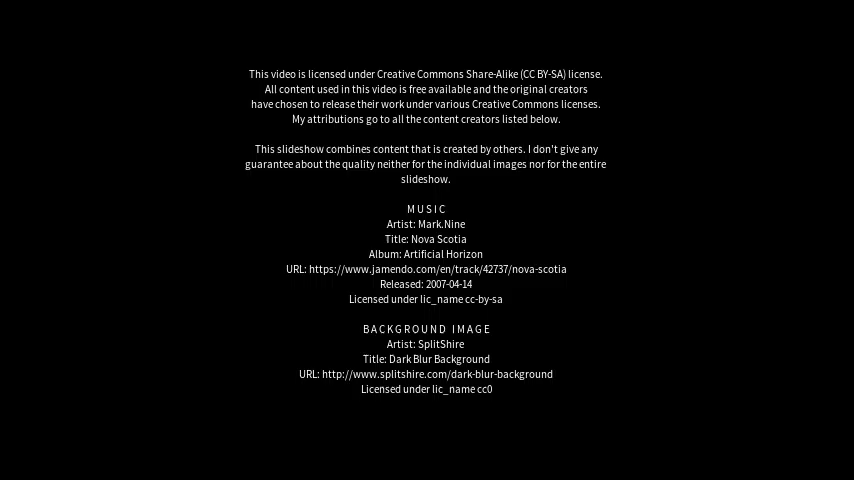 This video is licensed under Creative Commons Share-Alike (CC BY-SA) license.
All content used in this video is free available and the original creators
have chosen to release their work under various Creative Commons licenses.
My attributions go to all the content creators listed below.
This slideshow combines content that is created by others. I don't give any
guarantee about the quality neither for the individual images nor for the entire
slideshow.
MUSIC
Artist: Mark.Nine
Title: Nova Scotia
Album: Artificial Horizon
URL: https://www.jamendo.com/en/track/42737/nova-scotia
Released: 2007-04-14
Licensed under lic_name cc-by-sa
BACKGROUND IMAGE
Artist: SplitShire
Title: Dark Blur Background
URL: http://www.splitshire.com/dark-blur-background
Licensed under lic_name cc0